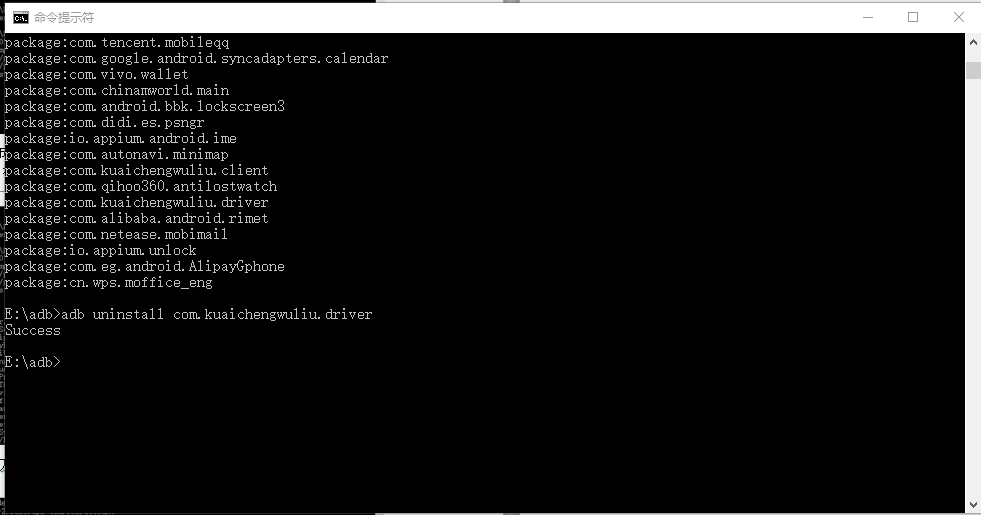 命令提示符
package:com.tencent.mobileqq
package:com.google.android.syncadapters.calendar
package:com.vivo.wallet
package:com.chinamworld.main
package:com.android.bbk.lockscreen3
package:com.didi.es.psngr
package:io.appium.android.ime
package:com.autonavi.minimap
package:com.kuaichengwuliu.client
package:com.qihoo360.antilostwatch
package:com.kuaichengwuliu.driver
package:com.alibaba.android.rimet
package:com.netease.mobimail
package:io.appium.unlock
package:com.eg.android.AlipayGphone
package:cn.wps.moffice_eng
E:\adb>adb uninstall com.kuaichengwuliu.driver
Success
E:\adb>